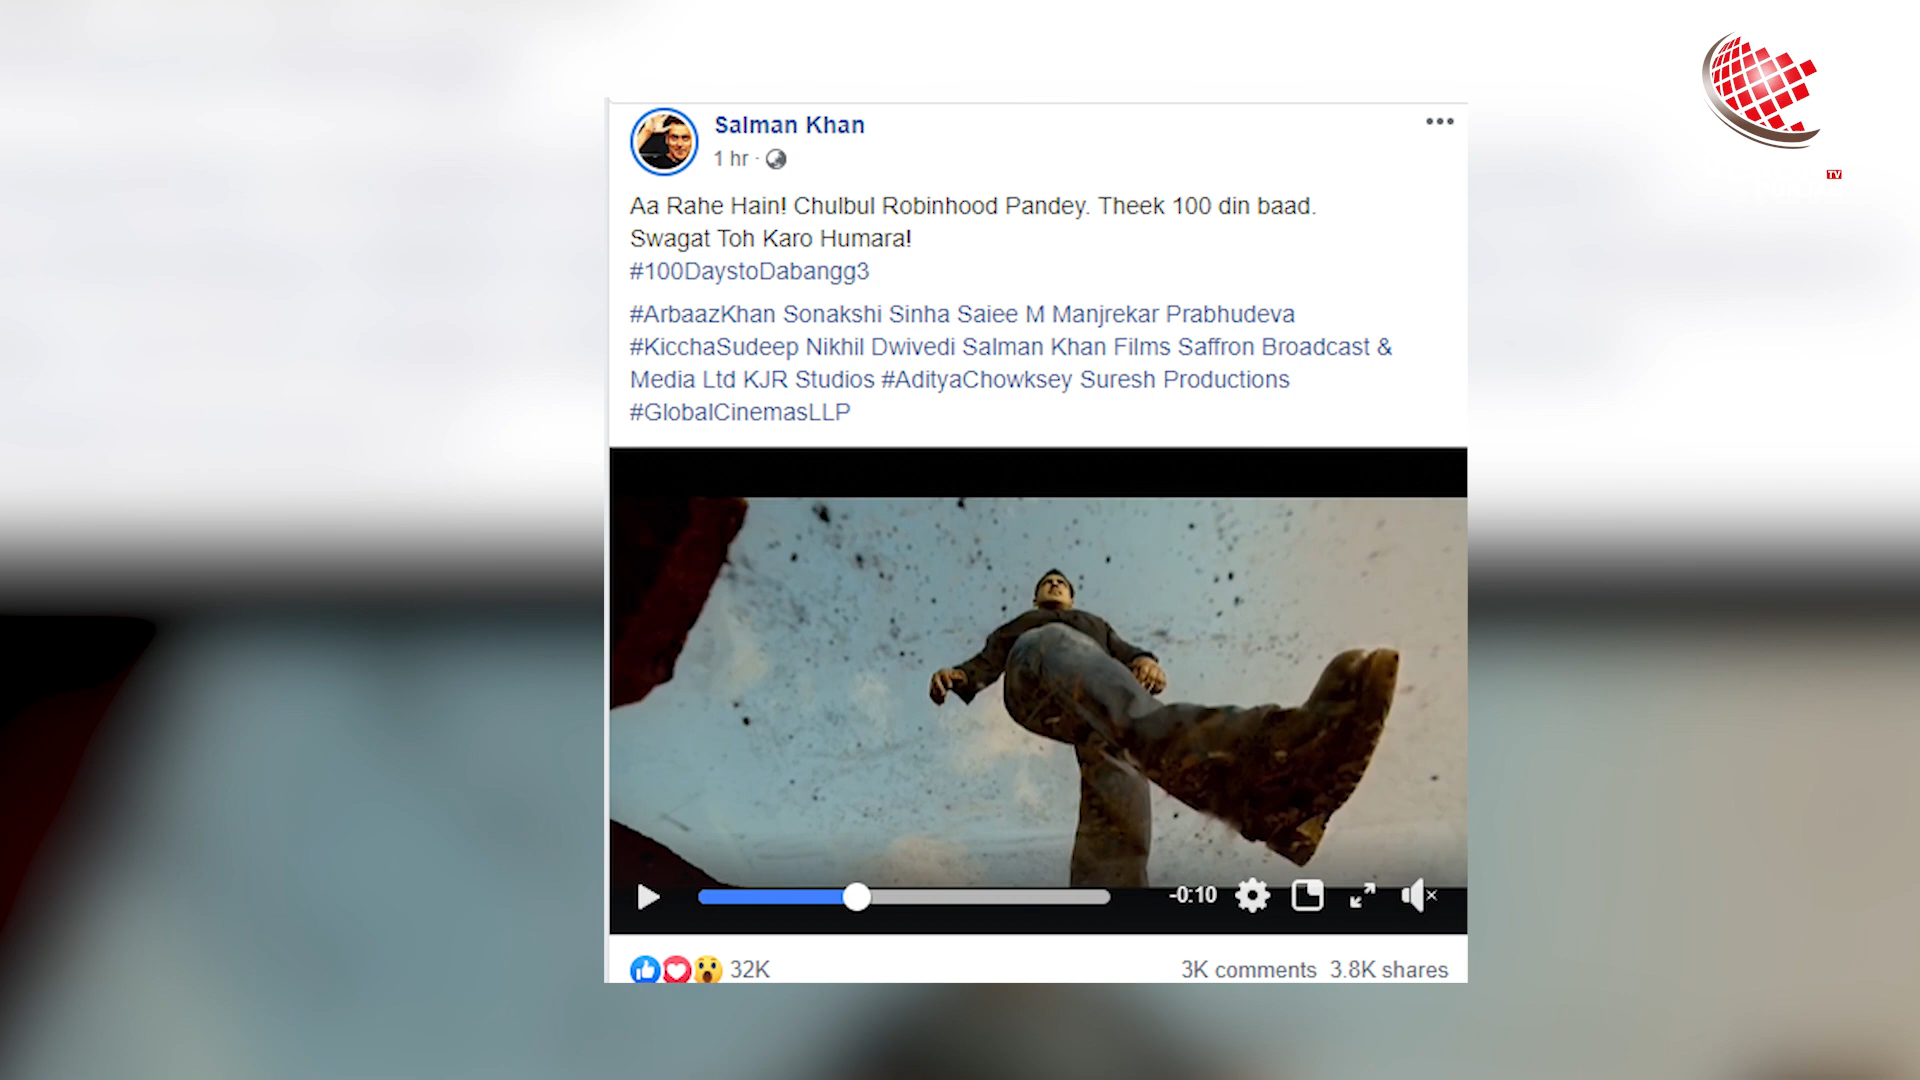 Salman Khan
1 hr ·
Aa Rahe Hain! Chulbul Robinhood Pandey. Theek 100 din baad.
Swagat Toh Karo Humara!
#100DaystoDabangg3
#ArbaazKhan Sonakshi Sinha Saiee M Manjrekar Prabhudeva
#KicchaSudeep Nikhil Dwivedi Salman Khan Films Saffron Broadcast &
Media Ltd KJR Studios #AdityaChowksey Suresh Productions
#GlobalCinemasLLP
-0:10
32K
3K comments 3.8K shares
TV